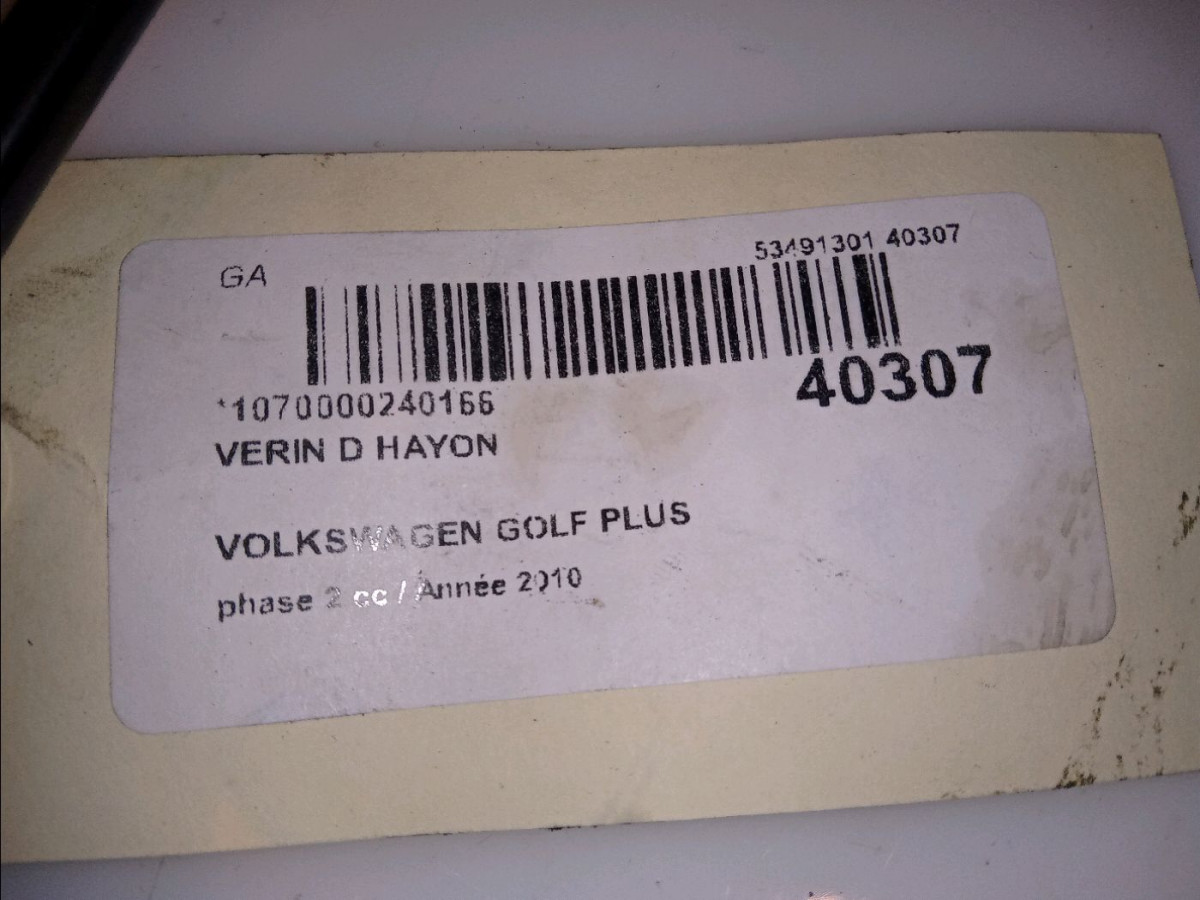 GA
53491301 40307
40307
*1070000240166
VERIN D HAYON
VOLKSWAGEN GOLF PLUS
phase 2 cc / Année 2010